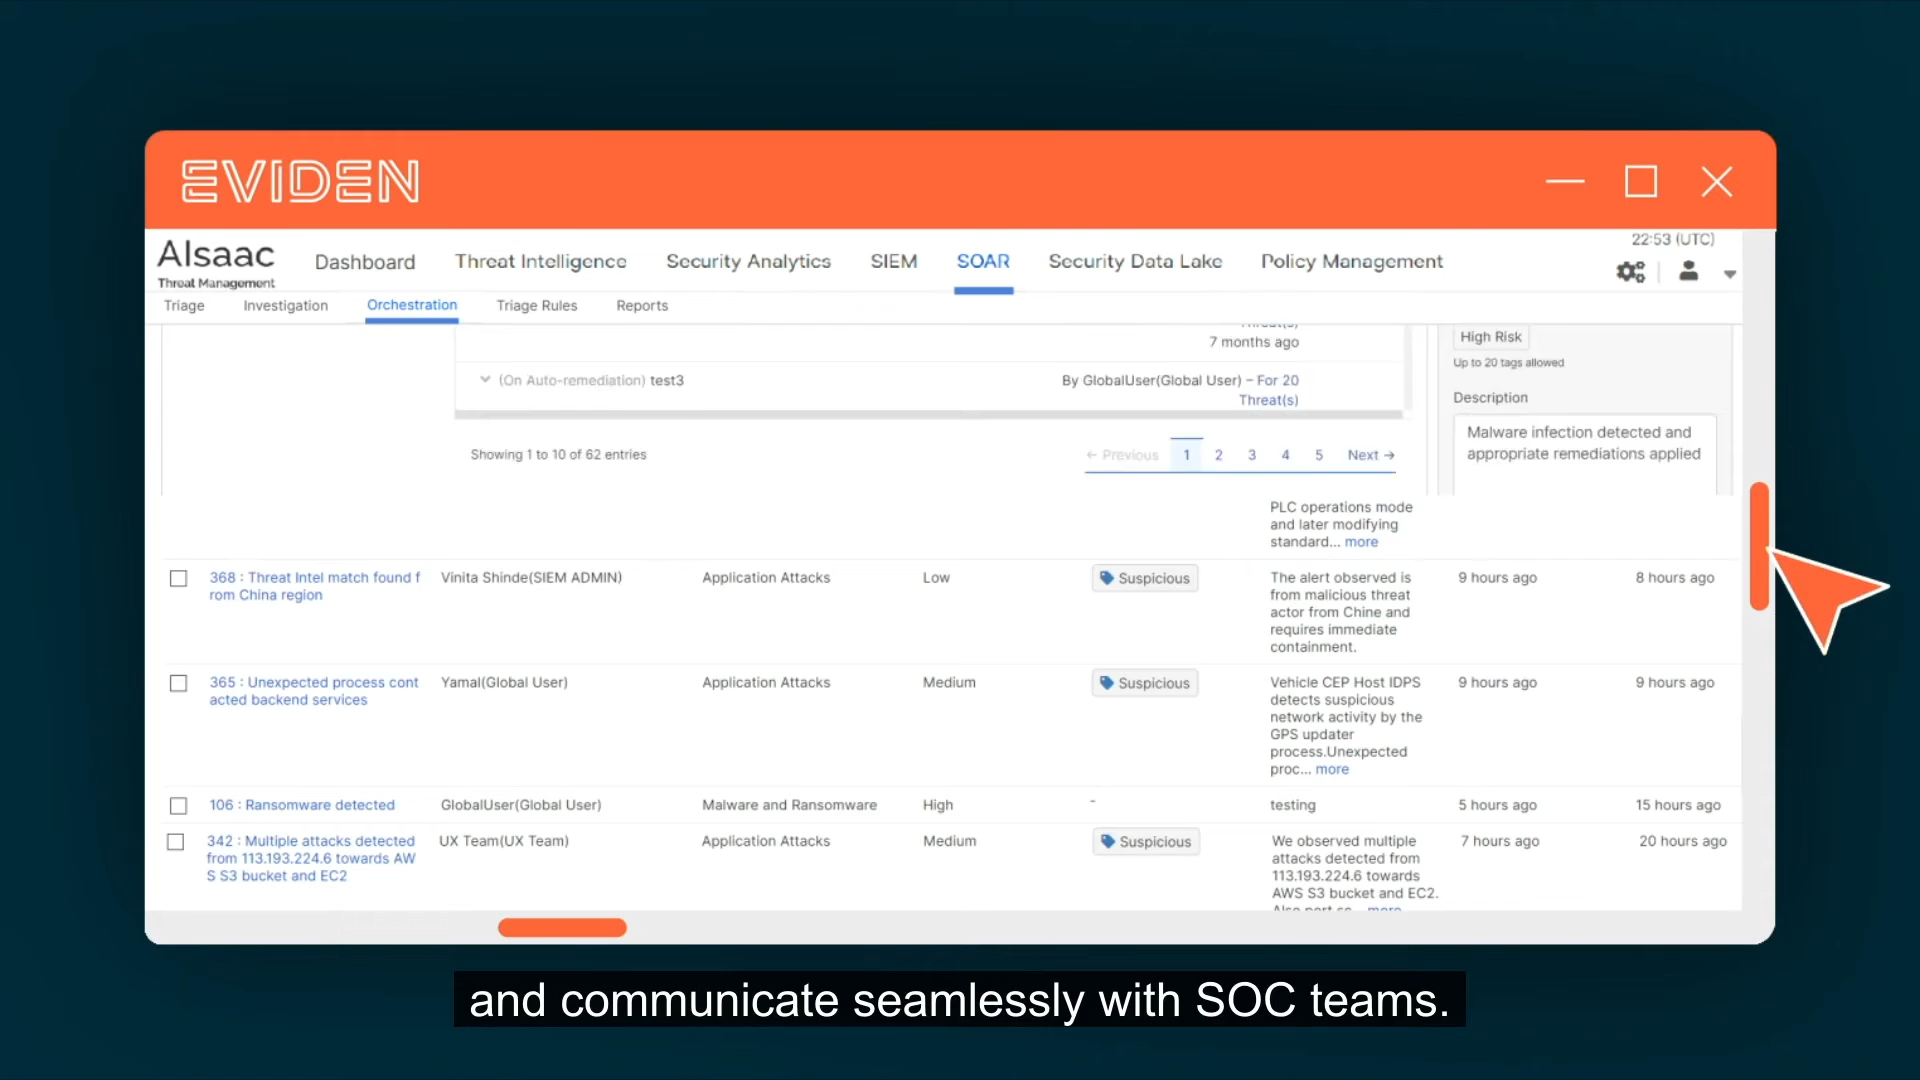 EVIDEN
AIsaac
Threat Management
Dashboard
Threat Intelligence
Security Analytics
SIEM
SOAR
Security Data Lake
Policy Management
22:53 (UTC)
Triage
Investigation
Orchestration
Triage Rules
Reports
Threat(s)
7 months ago
(On Auto-remediation) test3
By GlobalUser(Global User) – For 20
Threat(s)
Showing 1 to 10 of 62 entries
← Previous 1 2 3 4 5 Next →
High Risk
Up to 20 tags allowed
Description
Malware infection detected and
appropriate remediations applied
PLC operations mode
and later modifying
standard... more
368 : Threat Intel match found f
rom China region
Vinita Shinde(SIEM ADMIN)
Application Attacks
Low
Suspicious
The alert observed is
from malicious threat
actor from Chine and
requires immediate
containment.
9 hours ago
8 hours ago
365 : Unexpected process cont
acted backend services
Yamal(Global User)
Application Attacks
Medium
Suspicious
Vehicle CEP Host IDPS
detects suspicious
network activity by the
GPS updater
process.Unexpected
proc... more
9 hours ago
9 hours ago
106 : Ransomware detected
GlobalUser(Global User)
Malware and Ransomware
High
-
testing
5 hours ago
15 hours ago
342 : Multiple attacks detected
from 113.193.224.6 towards AW
S S3 bucket and EC2
UX Team(UX Team)
Application Attacks
Medium
Suspicious
We observed multiple
attacks detected from
113.193.224.6 towards
AWS S3 bucket and EC2.
more
7 hours ago
20 hours ago
and communicate seamlessly with SOC teams.